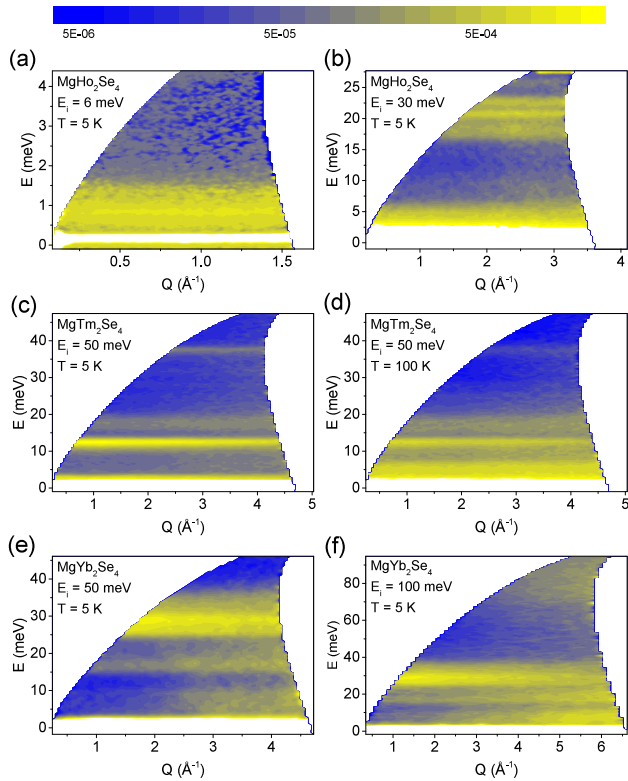 5E-06 5E-05 5E-04
(a) (b)
MgHo₂Se₄
Eᵢ = 6 meV
T = 5 K
E (meV)
4
3
2
1
0
0.5 1.0 1.5
Q (Å⁻¹)
MgHo₂Se₄
Eᵢ = 30 meV
T = 5 K
E (meV)
25
20
15
10
5
0
1 2 3 4
Q (Å⁻¹)
(c) (d)
MgTm₂Se₄
Eᵢ = 50 meV
T = 5 K
E (meV)
40
30
20
10
0
1 2 3 4 5
Q (Å⁻¹)
MgTm₂Se₄
Eᵢ = 50 meV
T = 100 K
E (meV)
40
30
20
10
0
1 2 3 4 5
Q (Å⁻¹)
(e) (f)
MgYb₂Se₄
Eᵢ = 50 meV
T = 5 K
E (meV)
40
30
20
10
0
1 2 3 4
Q (Å⁻¹)
MgYb₂Se₄
Eᵢ = 100 meV
T = 5 K
E (meV)
80
60
40
20
0
1 2 3 4 5 6
Q (Å⁻¹)